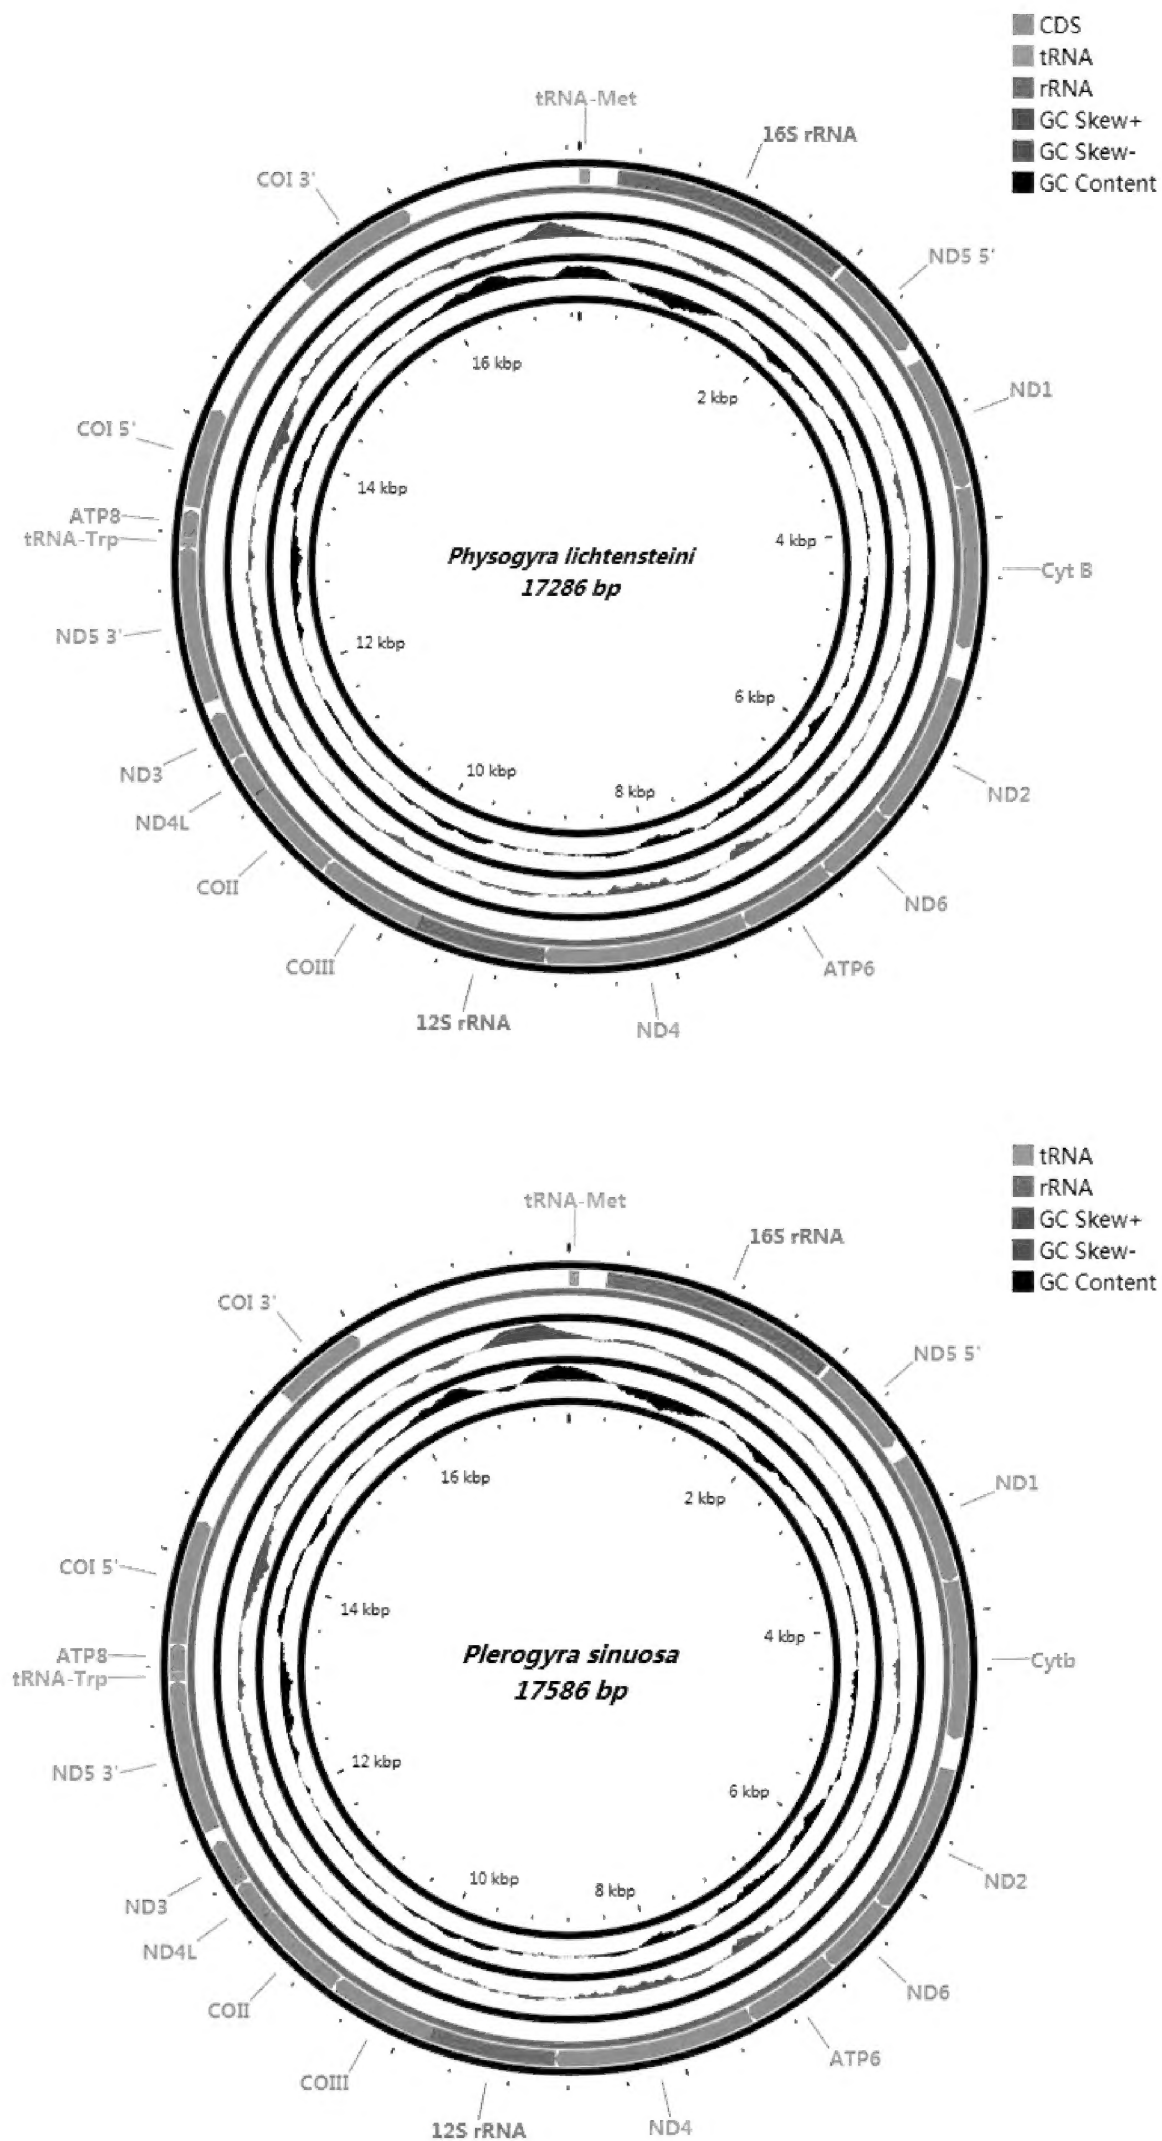 CDS
tRNA
rRNA
GC Skew+
GC Skew-
GC Content
tRNA-Met
16S rRNA
COI 3'
ND5 5'
16 kbp
2 kbp
ND1
COI 5'
14 kbp
ATP8
tRNA-Trp
4 kbp
Physogyra lichtensteini
17286 bp
Cyt B
ND5 3'
12 kbp
6 kbp
ND3
10 kbp
8 kbp
ND2
ND4L
COII
ND6
COIII
ATP6
12S rRNA
ND4
tRNA
rRNA
GC Skew+
GC Skew-
GC Content
tRNA-Met
16S rRNA
COI 3'
ND5 5'
16 kbp
2 kbp
ND1
COI 5'
14 kbp
4 kbp
ATP8
tRNA-Trp
Plerogyra sinuosa
17586 bp
Cytb
ND5 3'
12 kbp
6 kbp
ND3
10 kbp
8 kbp
ND2
ND4L
COII
ND6
COIII
ATP6
12S rRNA
ND4